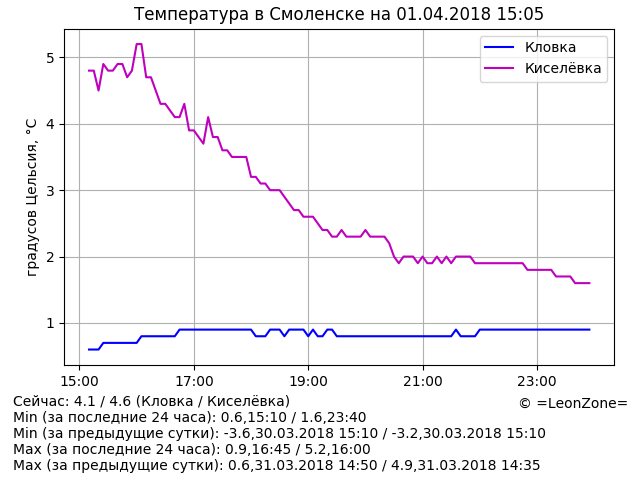 Температура в Смоленске на 01.04.2018 15:05
Кловка
Киселёвка
градусов Цельсия, °C
5
4
3
2
1
15:00 17:00 19:00 21:00 23:00
Сейчас: 4.1 / 4.6 (Кловка / Киселёвка)
© =LeonZone=
Min (за последние 24 часа): 0.6,15:10 / 1.6,23:40
Min (за предыдущие сутки): -3.6,30.03.2018 15:10 / -3.2,30.03.2018 15:10
Max (за последние 24 часа): 0.9,16:45 / 5.2,16:00
Max (за предыдущие сутки): 0.6,31.03.2018 14:50 / 4.9,31.03.2018 14:35